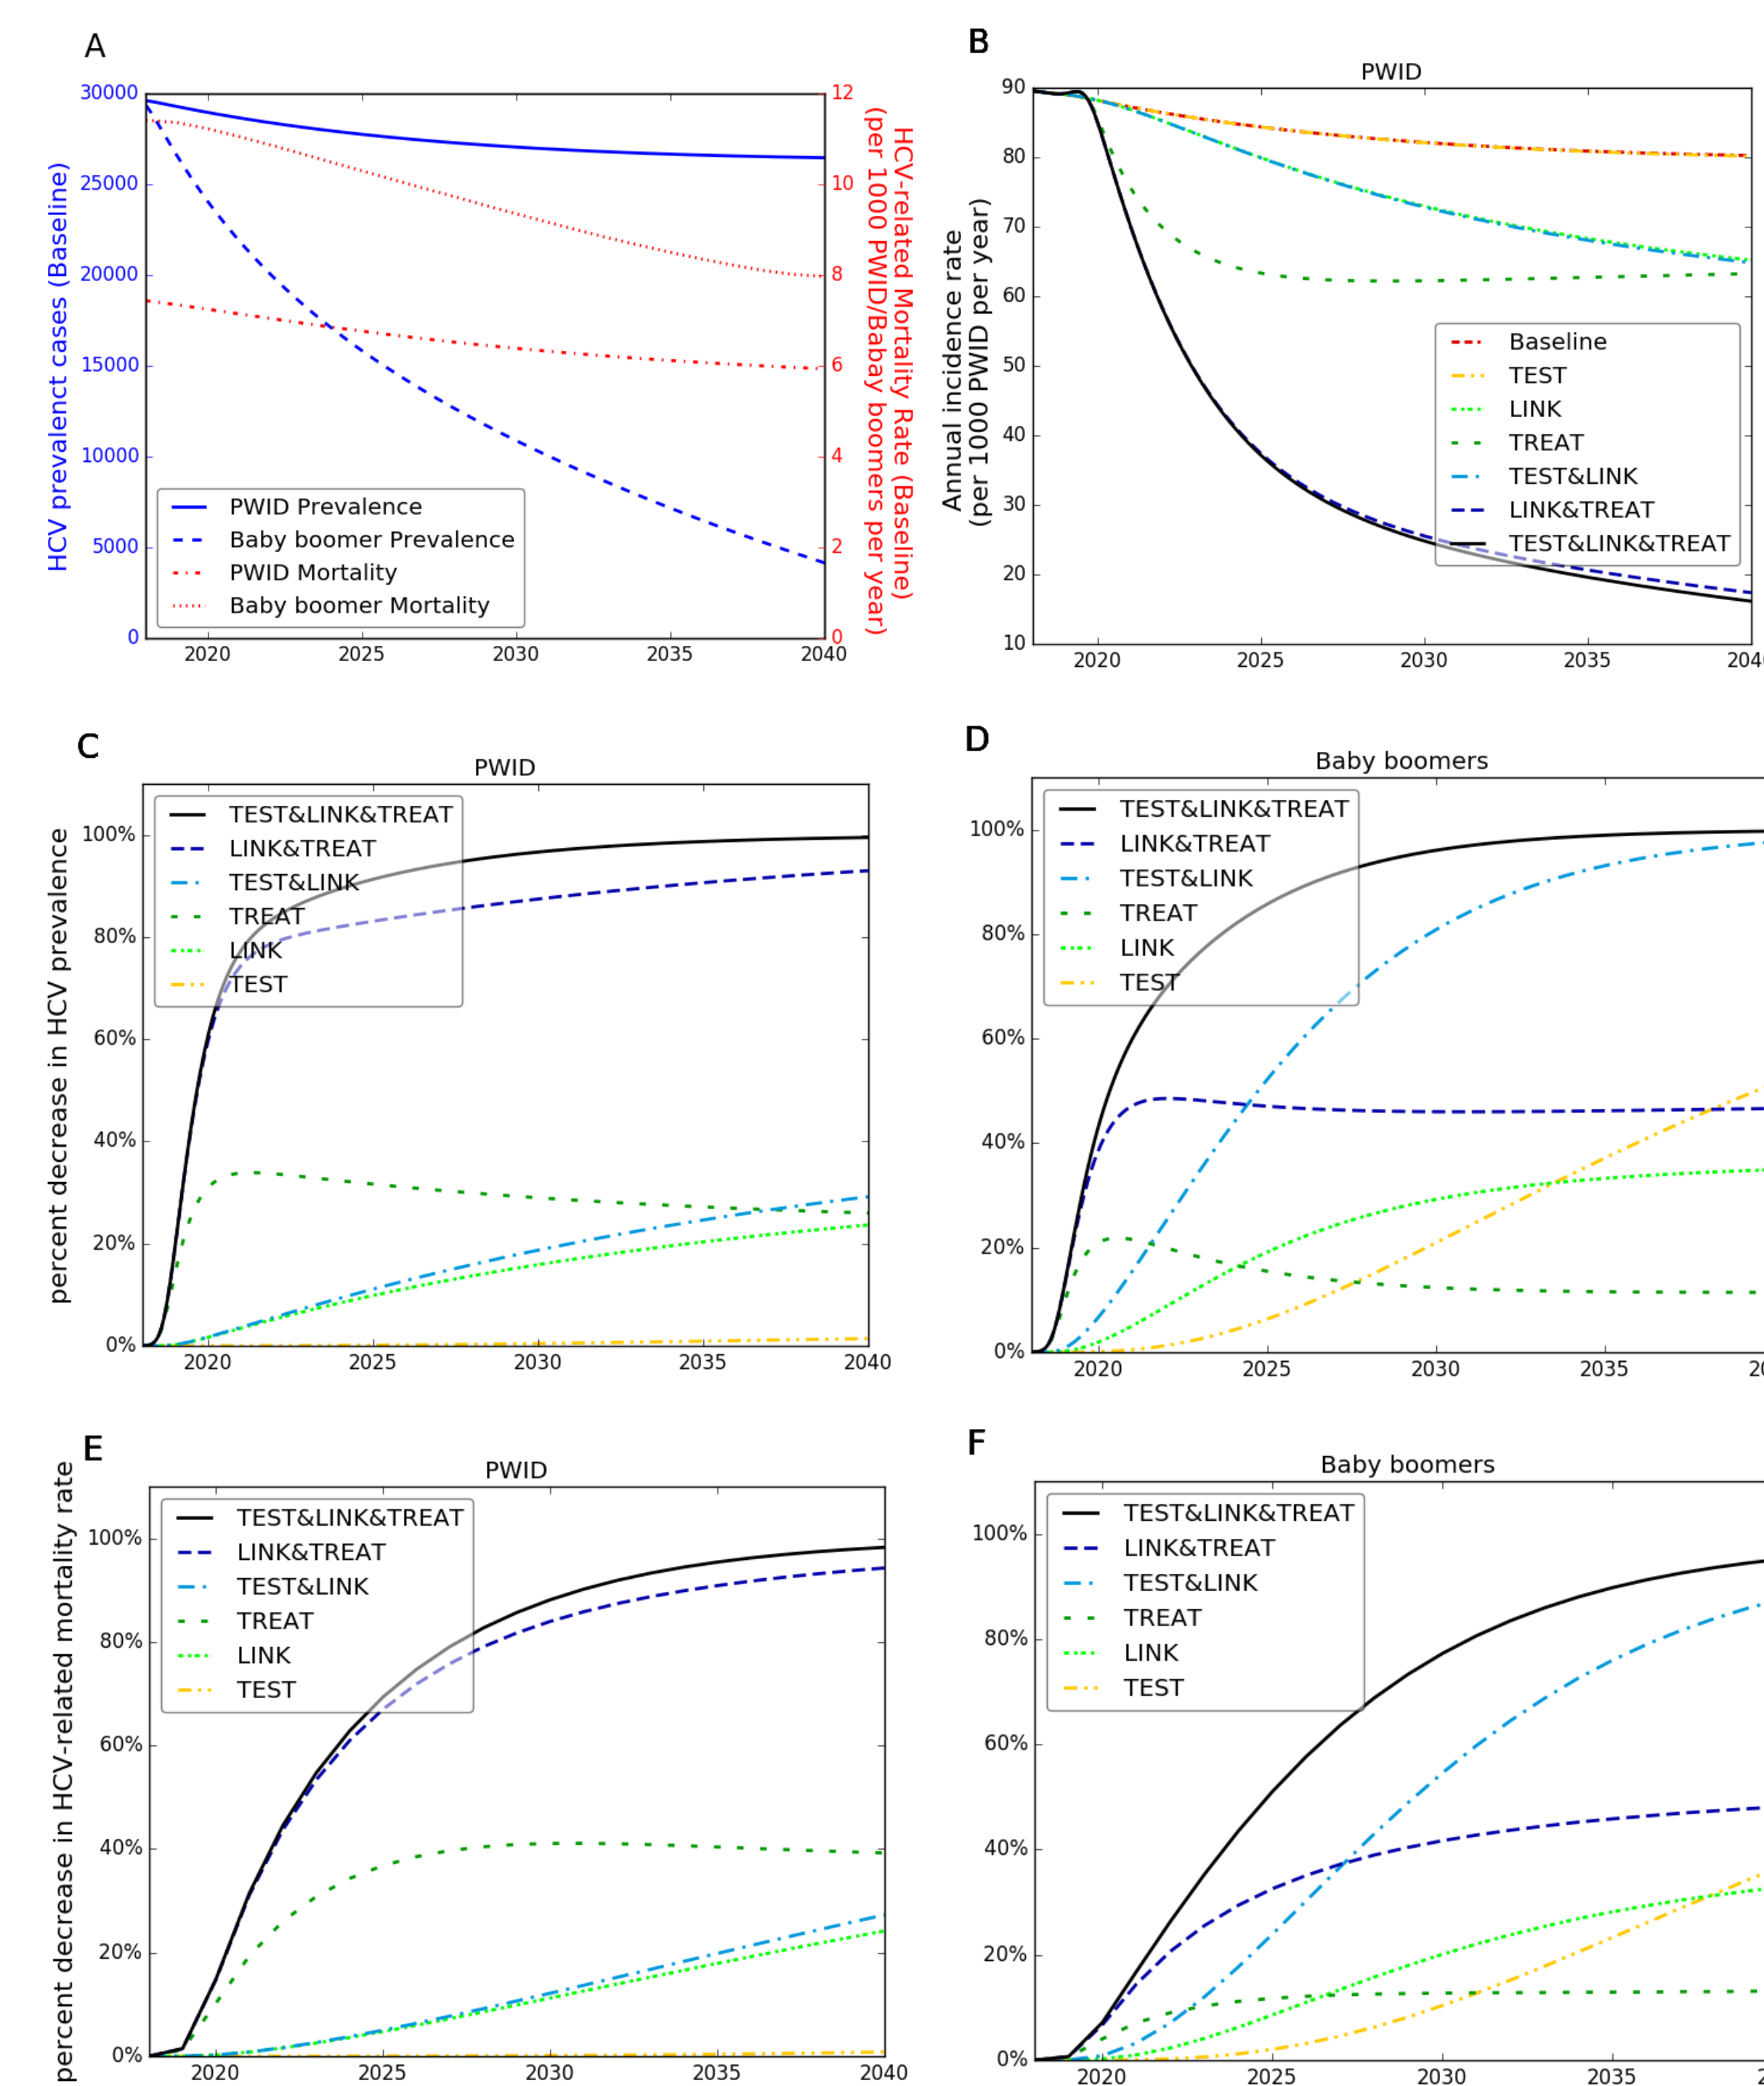 A
30000
25000
20000
15000
10000
5000
0
HCV prevalenct cases (Baseline)
12
10
8
6
4
2
0
HCV-related Mortality Rate (Baseline)
(per 1000 PWID/Babay boomers per year)
PWID Prevalence
Baby boomer Prevalence
PWID Mortality
Baby boomer Mortality
2020 2025 2030 2035 2040
B
PWID
90
80
70
60
50
40
30
20
10
Annual incidence rate
(per 1000 PWID per year)
Baseline
TEST
LINK
TREAT
TEST&LINK
LINK&TREAT
TEST&LINK&TREAT
2020 2025 2030 2035 204
C
PWID
percent decrease in HCV prevalence
100%
80%
60%
40%
20%
0%
TEST&LINK&TREAT
LINK&TREAT
TEST&LINK
TREAT
LINK
TEST
2020 2025 2030 2035 2040
D
Baby boomers
100%
80%
60%
40%
20%
0%
TEST&LINK&TREAT
LINK&TREAT
TEST&LINK
TREAT
LINK
TEST
2020 2025 2030 2035 20
E
PWID
percent decrease in HCV-related mortality rate
100%
80%
60%
40%
20%
0%
TEST&LINK&TREAT
LINK&TREAT
TEST&LINK
TREAT
LINK
TEST
2020 2025 2030 2035 2040
F
Baby boomers
100%
80%
60%
40%
20%
0%
TEST&LINK&TREAT
LINK&TREAT
TEST&LINK
TREAT
LINK
TEST
2020 2025 2030 2035 2